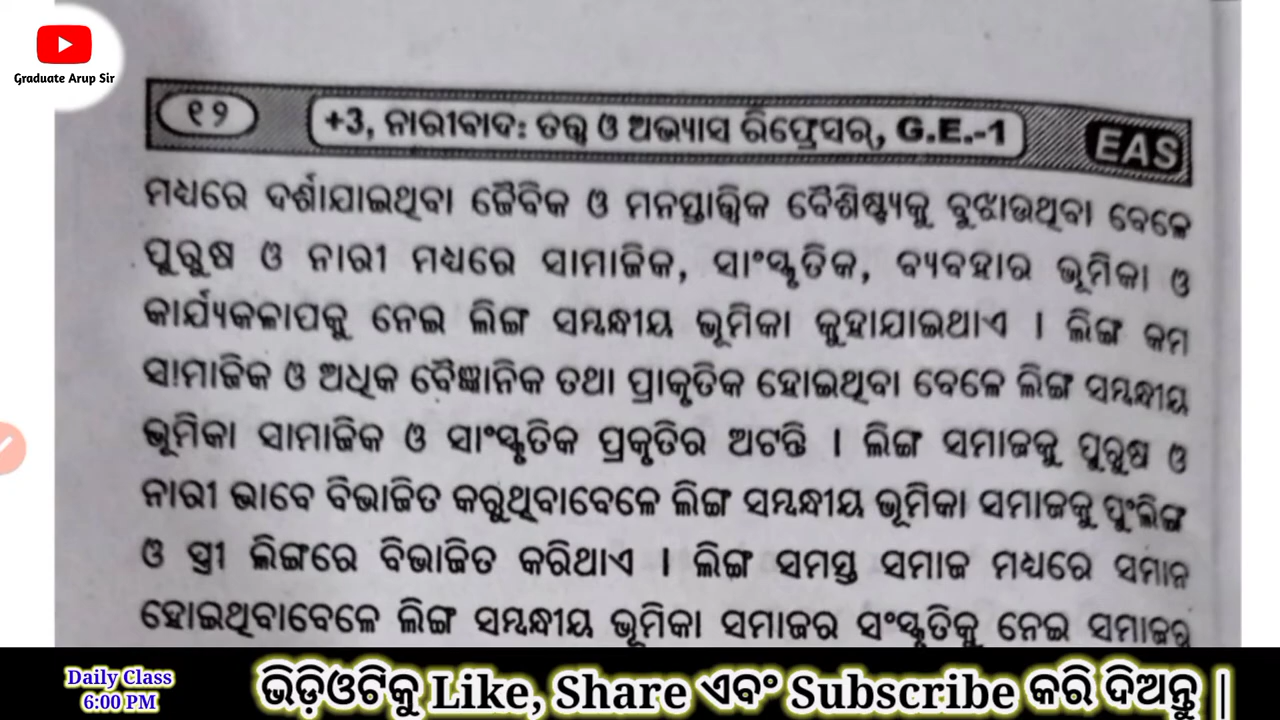 Graduate Arup Sir
୧୨ +3, ନାରୀବାଦ: ତତ୍ତ୍ୱ ଓ ଅଭ୍ୟାସ ରିଫ୍ରେସର୍, G.E.-1 EAS
ମଧ୍ୟରେ ଦର୍ଶାଯାଇଥିବା ଜୈବିକ ଓ ମନସ୍ତାତ୍ତ୍ୱିକ ବୈଶିଷ୍ଟ୍ୟକୁ ବୁଝାଉଥିବା ବେଳେ
ପୁରୁଷ ଓ ନାରୀ ମଧ୍ୟରେ ସାମାଜିକ, ସାଂସ୍କୃତିକ, ବ୍ୟବହାର ଭୂମିକା ଓ
କାର୍ଯ୍ୟକଳାପକୁ ନେଇ ଲିଙ୍ଗ ସମ୍ବନ୍ଧୀୟ ଭୂମିକା କୁହାଯାଇଥାଏ । ଲିଙ୍ଗ କମ
ସାମାଜିକ ଓ ଅଧିକ ବୈଜ୍ଞାନିକ ତଥା ପ୍ରାକୃତିକ ହୋଇଥିବା ବେଳେ ଲିଙ୍ଗ ସମ୍ବନ୍ଧୀୟ
ଭୂମିକା ସାମାଜିକ ଓ ସାଂସ୍କୃତିକ ପ୍ରକୃତିର ଅଟନ୍ତି । ଲିଙ୍ଗ ସମାଜକୁ ପୁରୁଷ ଓ
ନାରୀ ଭାବେ ବିଭାଜିତ କରୁଥିବାବେଳେ ଲିଙ୍ଗ ସମ୍ବନ୍ଧୀୟ ଭୂମିକା ସମାଜକୁ ପୁଂଲିଙ୍ଗ
ଓ ସ୍ତ୍ରୀ ଲିଙ୍ଗରେ ବିଭାଜିତ କରିଥାଏ । ଲିଙ୍ଗ ସମସ୍ତ ସମାଜ ମଧ୍ୟରେ ସମାନ
ହୋଇଥିବାବେଳେ ଲିଙ୍ଗ ସମ୍ବନ୍ଧୀୟ ଭୂମିକା ସମାଜର ସଂସ୍କୃତିକୁ ନେଇ ସମାଜରୁ
Daily Class
6:00 PM
ଭିଡ଼ିଓଟିକୁ Like, Share ଏବଂ Subscribe କରି ଦିଅନ୍ତୁ |